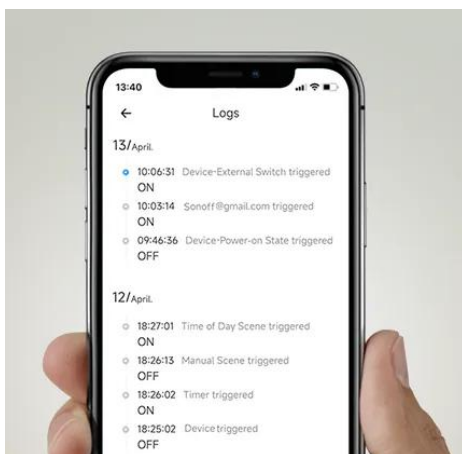 13:40
Logs
13/April.
10:06:31 Device-External Switch triggered
ON
10:03:14 Sonoff@gmail.com triggered
ON
09:46:36 Device-Power-on State triggered
OFF
12/April.
18:27:01 Time of Day Scene triggered
ON
18:26:13 Manual Scene triggered
OFF
18:26:02 Timer triggered
ON
18:25:02 Device triggered
OFF